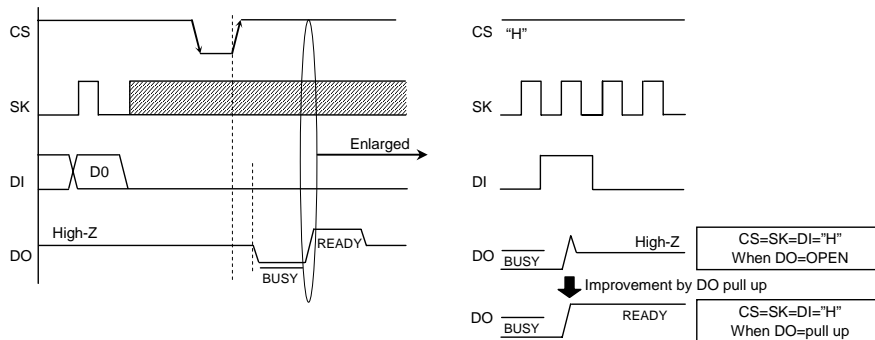 CS
SK
DI
D0
High-Z
DO
BUSY
READY
Enlarged
CS
“H”
SK
DI
DO
BUSY
High-Z
CS=SK=DI=”H”
When DO=OPEN
Improvement by DO pull up
DO
BUSY
READY
CS=SK=DI=”H”
When DO=pull up